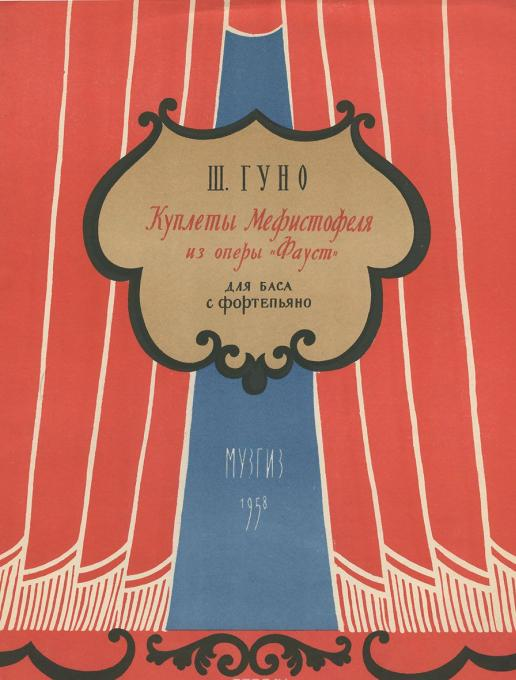 Ш. ГУНО
Куплеты Мефистофеля
из оперы "Фауст"
ДЛЯ БАСА
С ФОРТЕПЬЯНО
МУЗГИЗ
1958